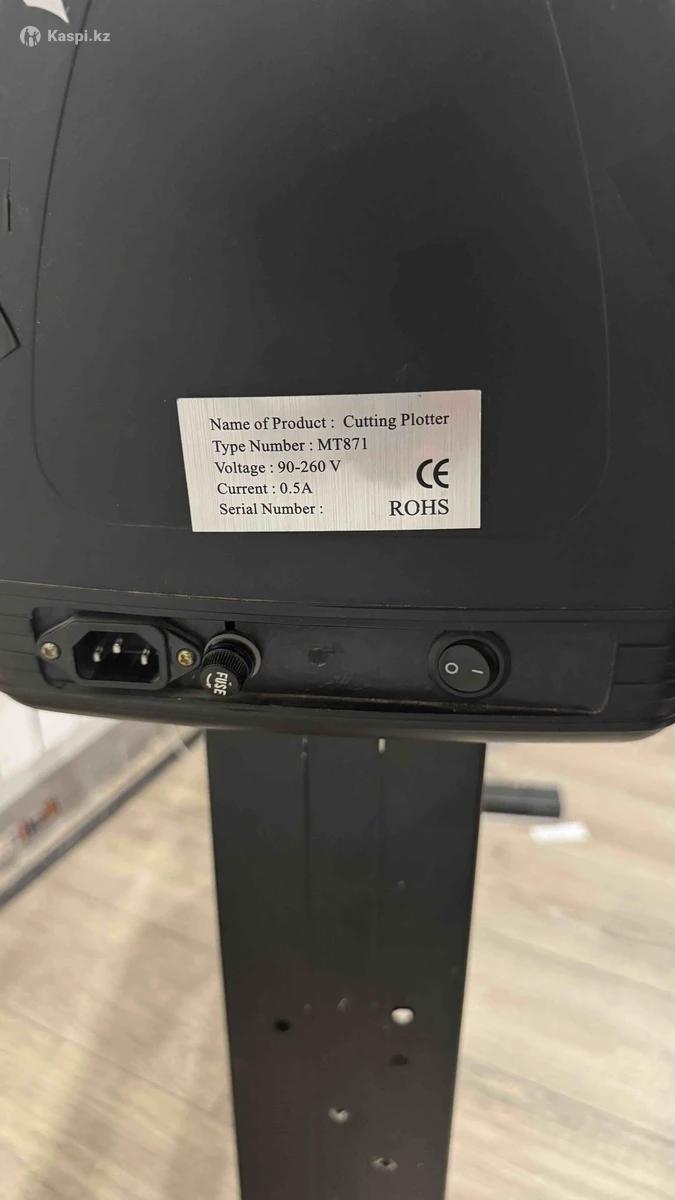 Kaspi.kz
Name of Product : Cutting Plotter
Type Number : MT871
Voltage : 90-260 V
Current : 0.5A
Serial Number :
CE
ROHS
FUSE
O I